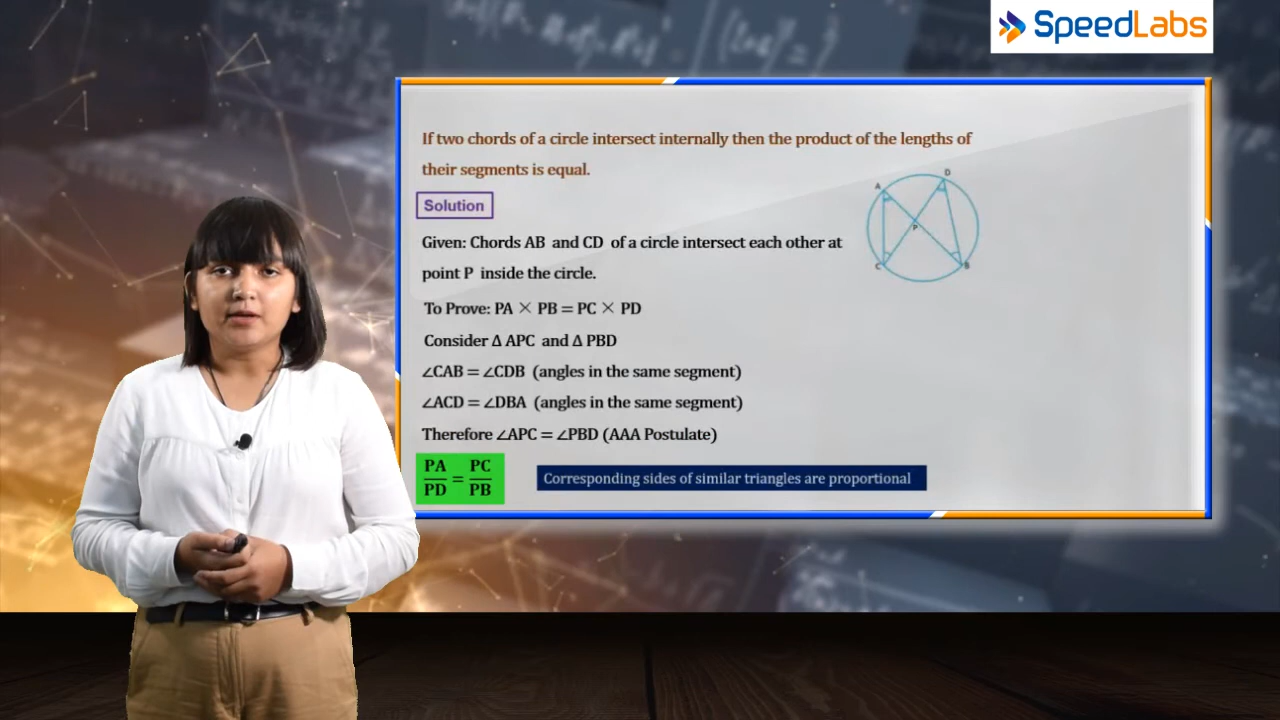 SpeedLabs
If two chords of a circle intersect internally then the product of the lengths of
their segments is equal.
Solution
Given: Chords AB and CD of a circle intersect each other at
point P inside the circle.
To Prove: PA × PB = PC × PD
Consider Δ APC and Δ PBD
∠CAB = ∠CDB (angles in the same segment)
∠ACD = ∠DBA (angles in the same segment)
Therefore ∠APC = ∠PBD (AAA Postulate)
PA/PD = PC/PB
Corresponding sides of similar triangles are proportional
A
D
P
C
B